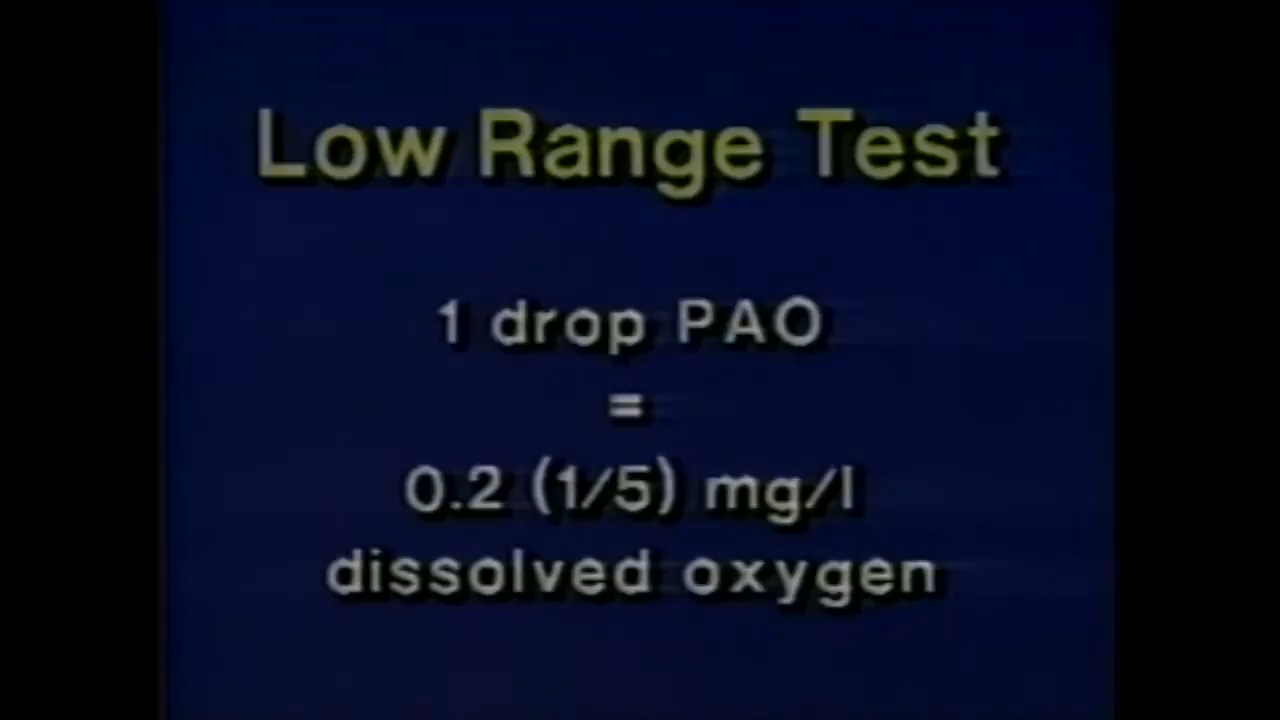 Low Range Test
1 drop PAO
=
0.2 (1/5) mg/l
dissolved oxygen